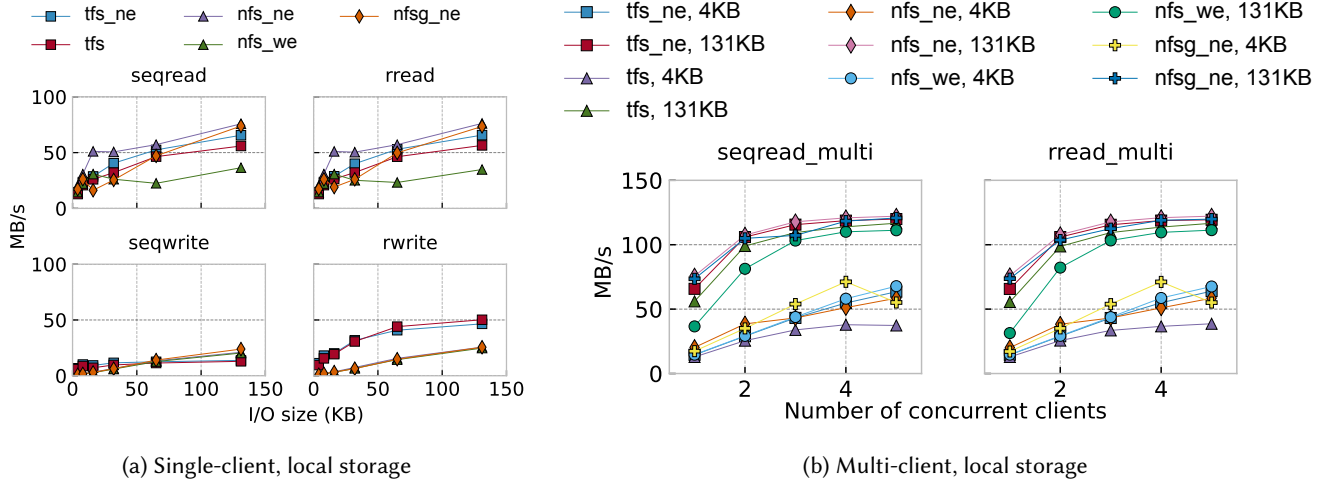 tfs_ne
nfs_ne
nfsg_ne
tfs
nfs_we
seqread
rread
100
50
0
MB/s
seqwrite
rwrite
100
50
0
0
50
100
150
0
50
100
150
I/O size (KB)
(a) Single-client, local storage
tfs_ne, 4KB
nfs_ne, 4KB
nfs_we, 131KB
tfs_ne, 131KB
nfs_ne, 131KB
nfsg_ne, 4KB
tfs, 4KB
nfs_we, 4KB
nfsg_ne, 131KB
tfs, 131KB
seqread_multi
rread_multi
150
100
50
0
MB/s
2
4
2
4
Number of concurrent clients
(b) Multi-client, local storage